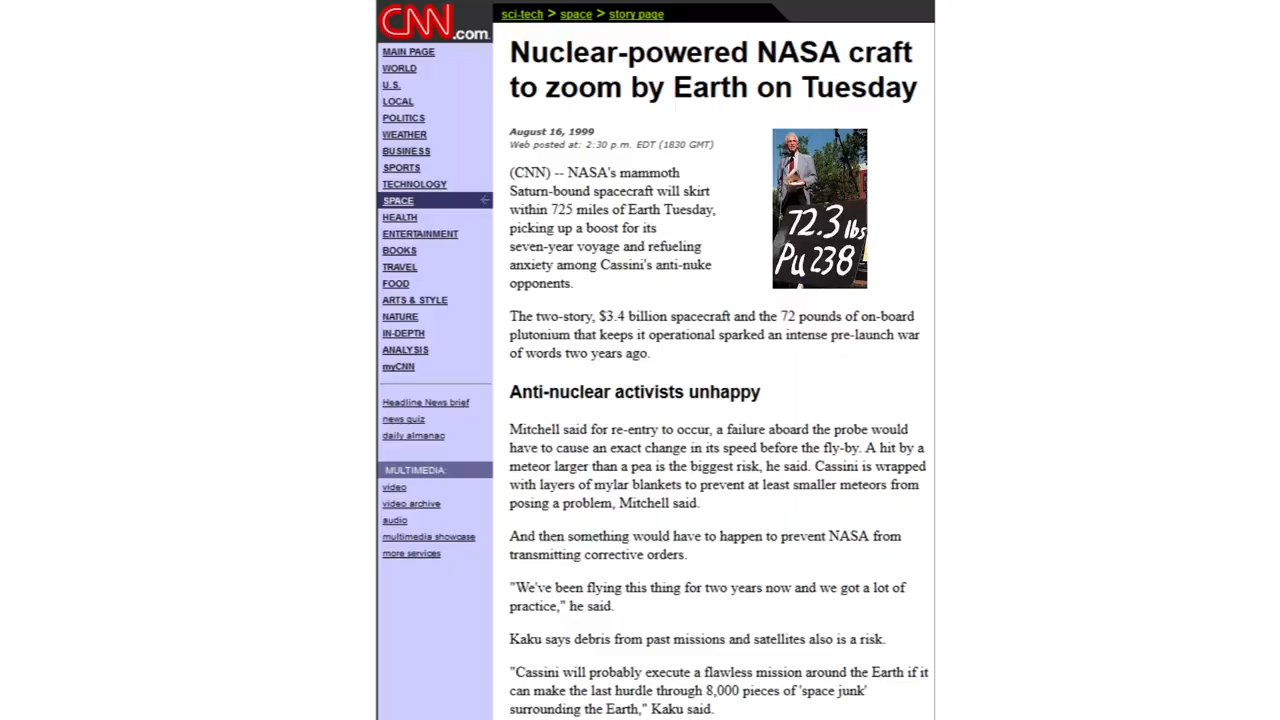 CNN.com
sci-tech > space > story page
MAIN PAGE
WORLD
U.S.
LOCAL
POLITICS
WEATHER
BUSINESS
SPORTS
TECHNOLOGY
SPACE
HEALTH
ENTERTAINMENT
BOOKS
TRAVEL
FOOD
ARTS & STYLE
NATURE
IN-DEPTH
ANALYSIS
myCNN
Headline News brief
news quiz
daily almanac
MULTIMEDIA:
video
video archive
audio
multimedia showcase
more services
Nuclear-powered NASA craft
to zoom by Earth on Tuesday
August 16, 1999
Web posted at: 2:30 p.m. EDT (1830 GMT)
(CNN) -- NASA's mammoth
Saturn-bound spacecraft will skirt
within 725 miles of Earth Tuesday,
picking up a boost for its
seven-year voyage and refueling
anxiety among Cassini's anti-nuke
opponents.
72.3 lbs
Pu 238
The two-story, $3.4 billion spacecraft and the 72 pounds of on-board
plutonium that keeps it operational sparked an intense pre-launch war
of words two years ago.
Anti-nuclear activists unhappy
Mitchell said for re-entry to occur, a failure aboard the probe would
have to cause an exact change in its speed before the fly-by. A hit by a
meteor larger than a pea is the biggest risk, he said. Cassini is wrapped
with layers of mylar blankets to prevent at least smaller meteors from
posing a problem, Mitchell said.
And then something would have to happen to prevent NASA from
transmitting corrective orders.
"We've been flying this thing for two years now and we got a lot of
practice," he said.
Kaku says debris from past missions and satellites also is a risk.
"Cassini will probably execute a flawless mission around the Earth if it
can make the last hurdle through 8,000 pieces of 'space junk'
surrounding the Earth," Kaku said.